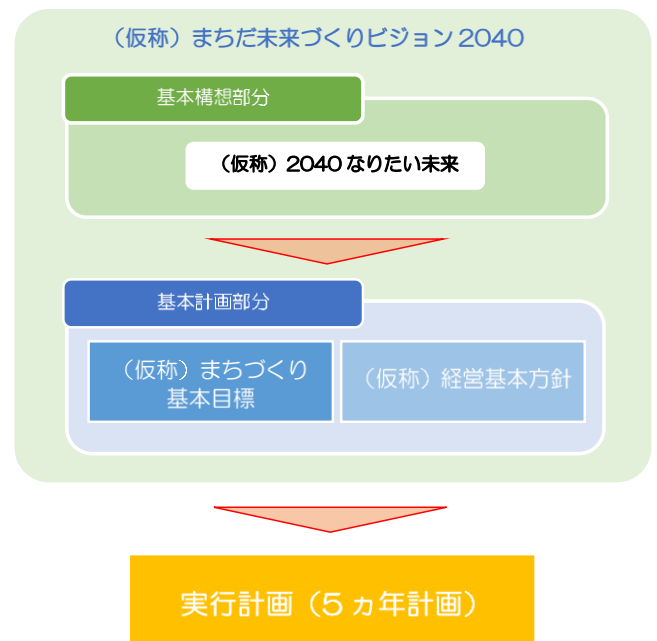 （仮称）まちだ未来づくりビジョン2040
基本構想部分
（仮称）2040なりたい未来
基本計画部分
（仮称）まちづくり
基本目標
（仮称）経営基本方針
実行計画（5ヵ年計画）